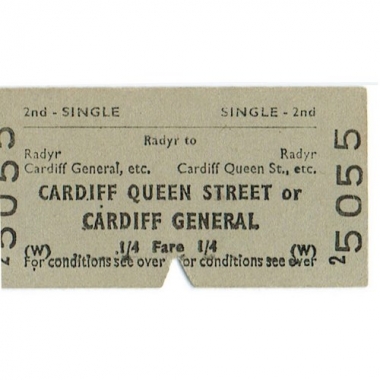 2nd - SINGLE SINGLE - 2nd
Radyr to
Radyr Radyr
Cardiff General, etc. Cardiff Queen St., etc.
CARDIFF QUEEN STREET or
CARDIFF GENERAL
1/4 Fare 1/4
(W) (W)
For conditions see over For conditions see over
5055
25055